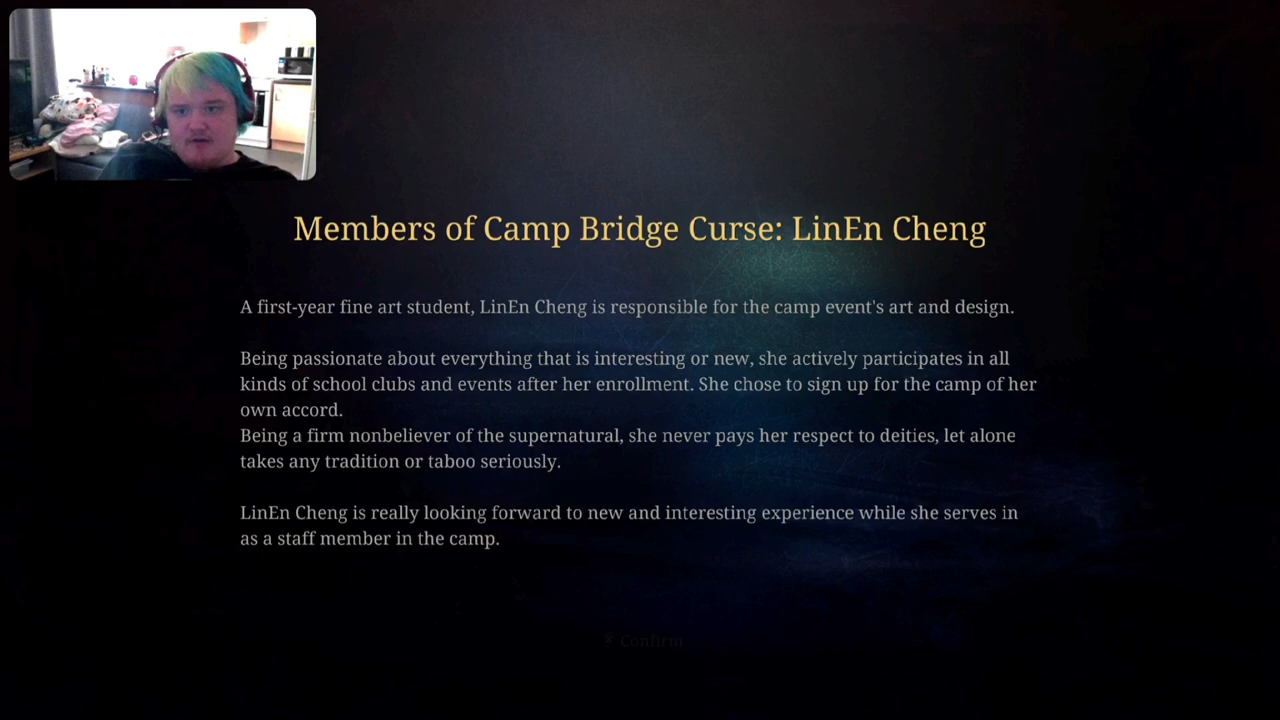 Members of Camp Bridge Curse: LinEn Cheng
A first-year fine art student, LinEn Cheng is responsible for the camp event's art and design.
Being passionate about everything that is interesting or new, she actively participates in all
kinds of school clubs and events after her enrollment. She chose to sign up for the camp of her
own accord.
Being a firm nonbeliever of the supernatural, she never pays her respect to deities, let alone
takes any tradition or taboo seriously.
LinEn Cheng is really looking forward to new and interesting experience while she serves in
as a staff member in the camp.
Confirm